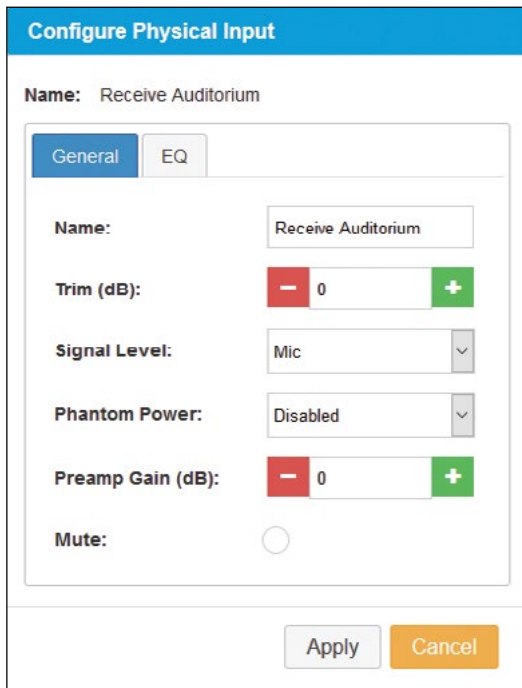 Configure Physical Input
Name: Receive Auditorium
General EQ
Name: Receive Auditorium
Trim (dB): − 0 +
Signal Level: Mic
Phantom Power: Disabled
Preamp Gain (dB): − 0 +
Mute:
Apply Cancel